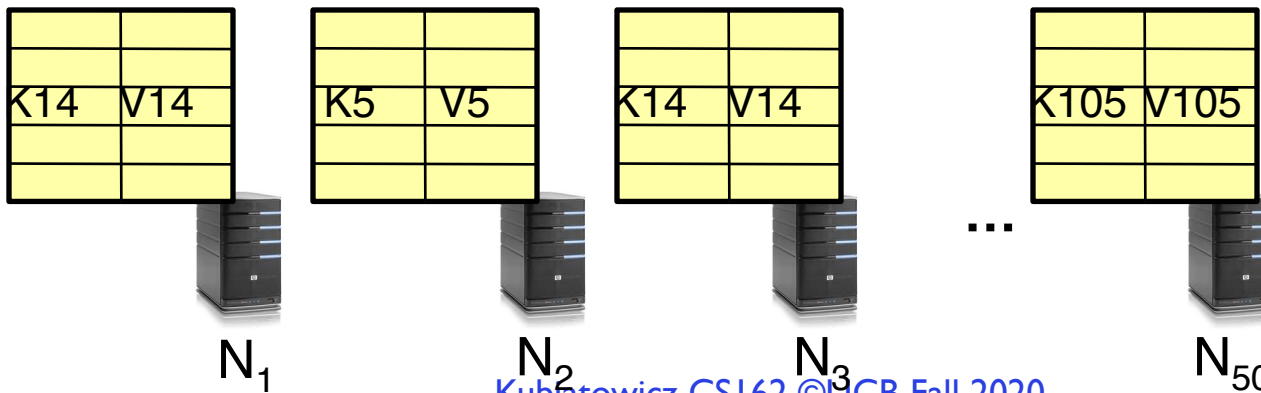 K14 V14 K5 V5 K14 V14 K105 V105
...
N1 N2 N3 N50
Kubiatowicz CS162 ©UCB Fall 2020